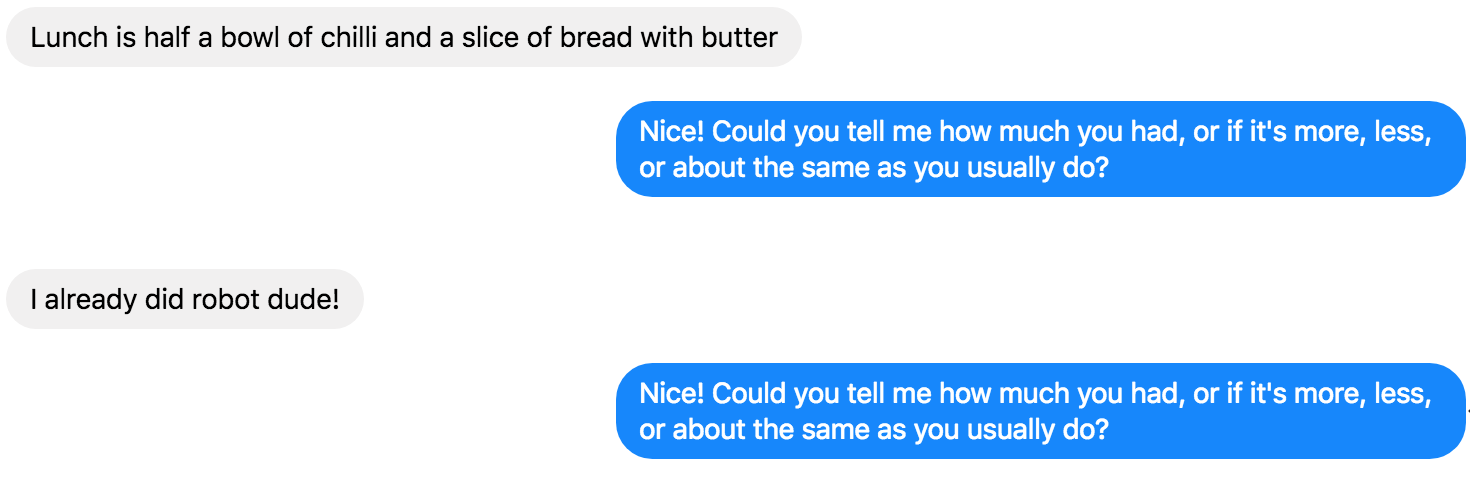 Lunch is half a bowl of chilli and a slice of bread with butter
Nice! Could you tell me how much you had, or if it's more, less,
or about the same as you usually do?
I already did robot dude!
Nice! Could you tell me how much you had, or if it's more, less,
or about the same as you usually do?